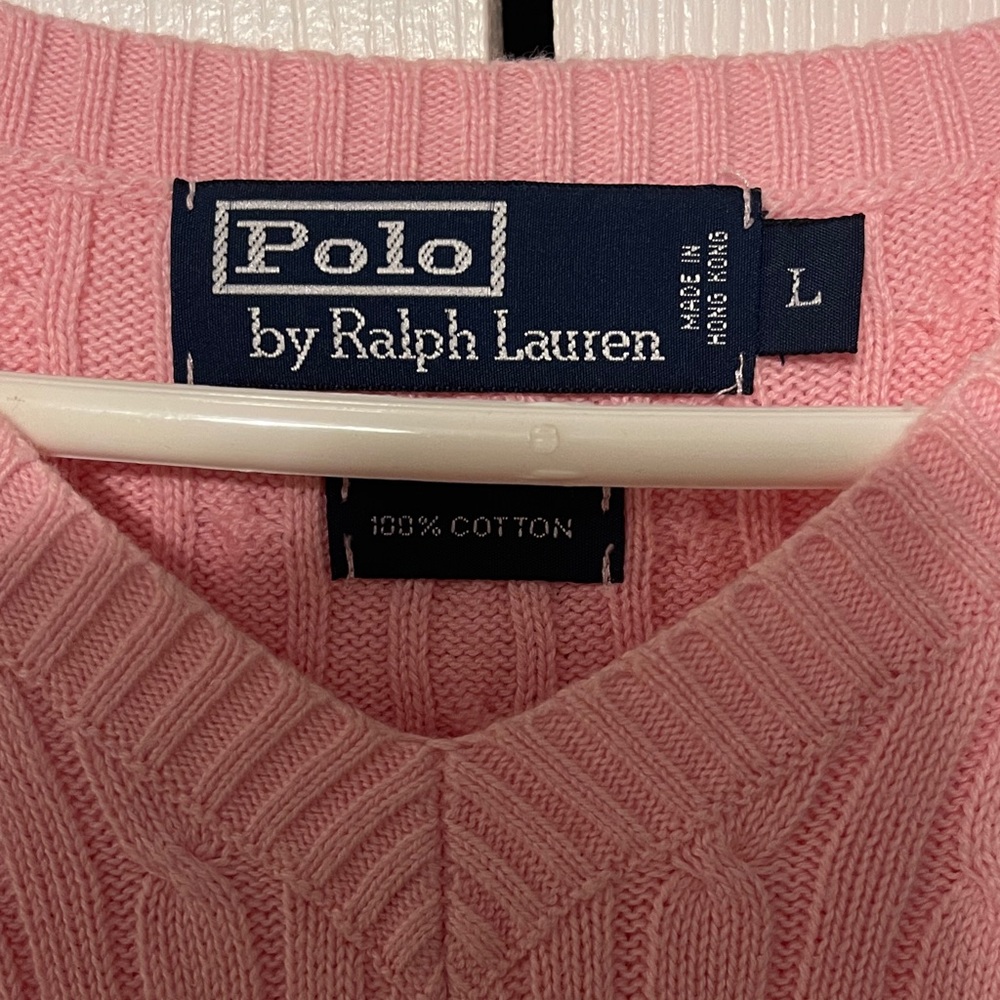 Polo
by Ralph Lauren
MADE IN
HONG KONG
L
100% COTTON